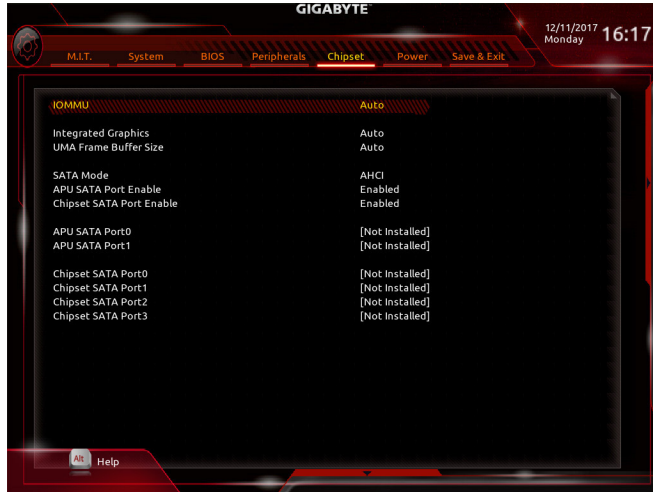 GIGABYTE™
12/11/2017 Monday 16:17
M.I.T. System BIOS Peripherals Chipset Power Save & Exit
IOMMU Auto
Integrated Graphics Auto
UMA Frame Buffer Size Auto
SATA Mode AHCI
APU SATA Port Enable Enabled
Chipset SATA Port Enable Enabled
APU SATA Port0 [Not Installed]
APU SATA Port1 [Not Installed]
Chipset SATA Port0 [Not Installed]
Chipset SATA Port1 [Not Installed]
Chipset SATA Port2 [Not Installed]
Chipset SATA Port3 [Not Installed]
Alt Help